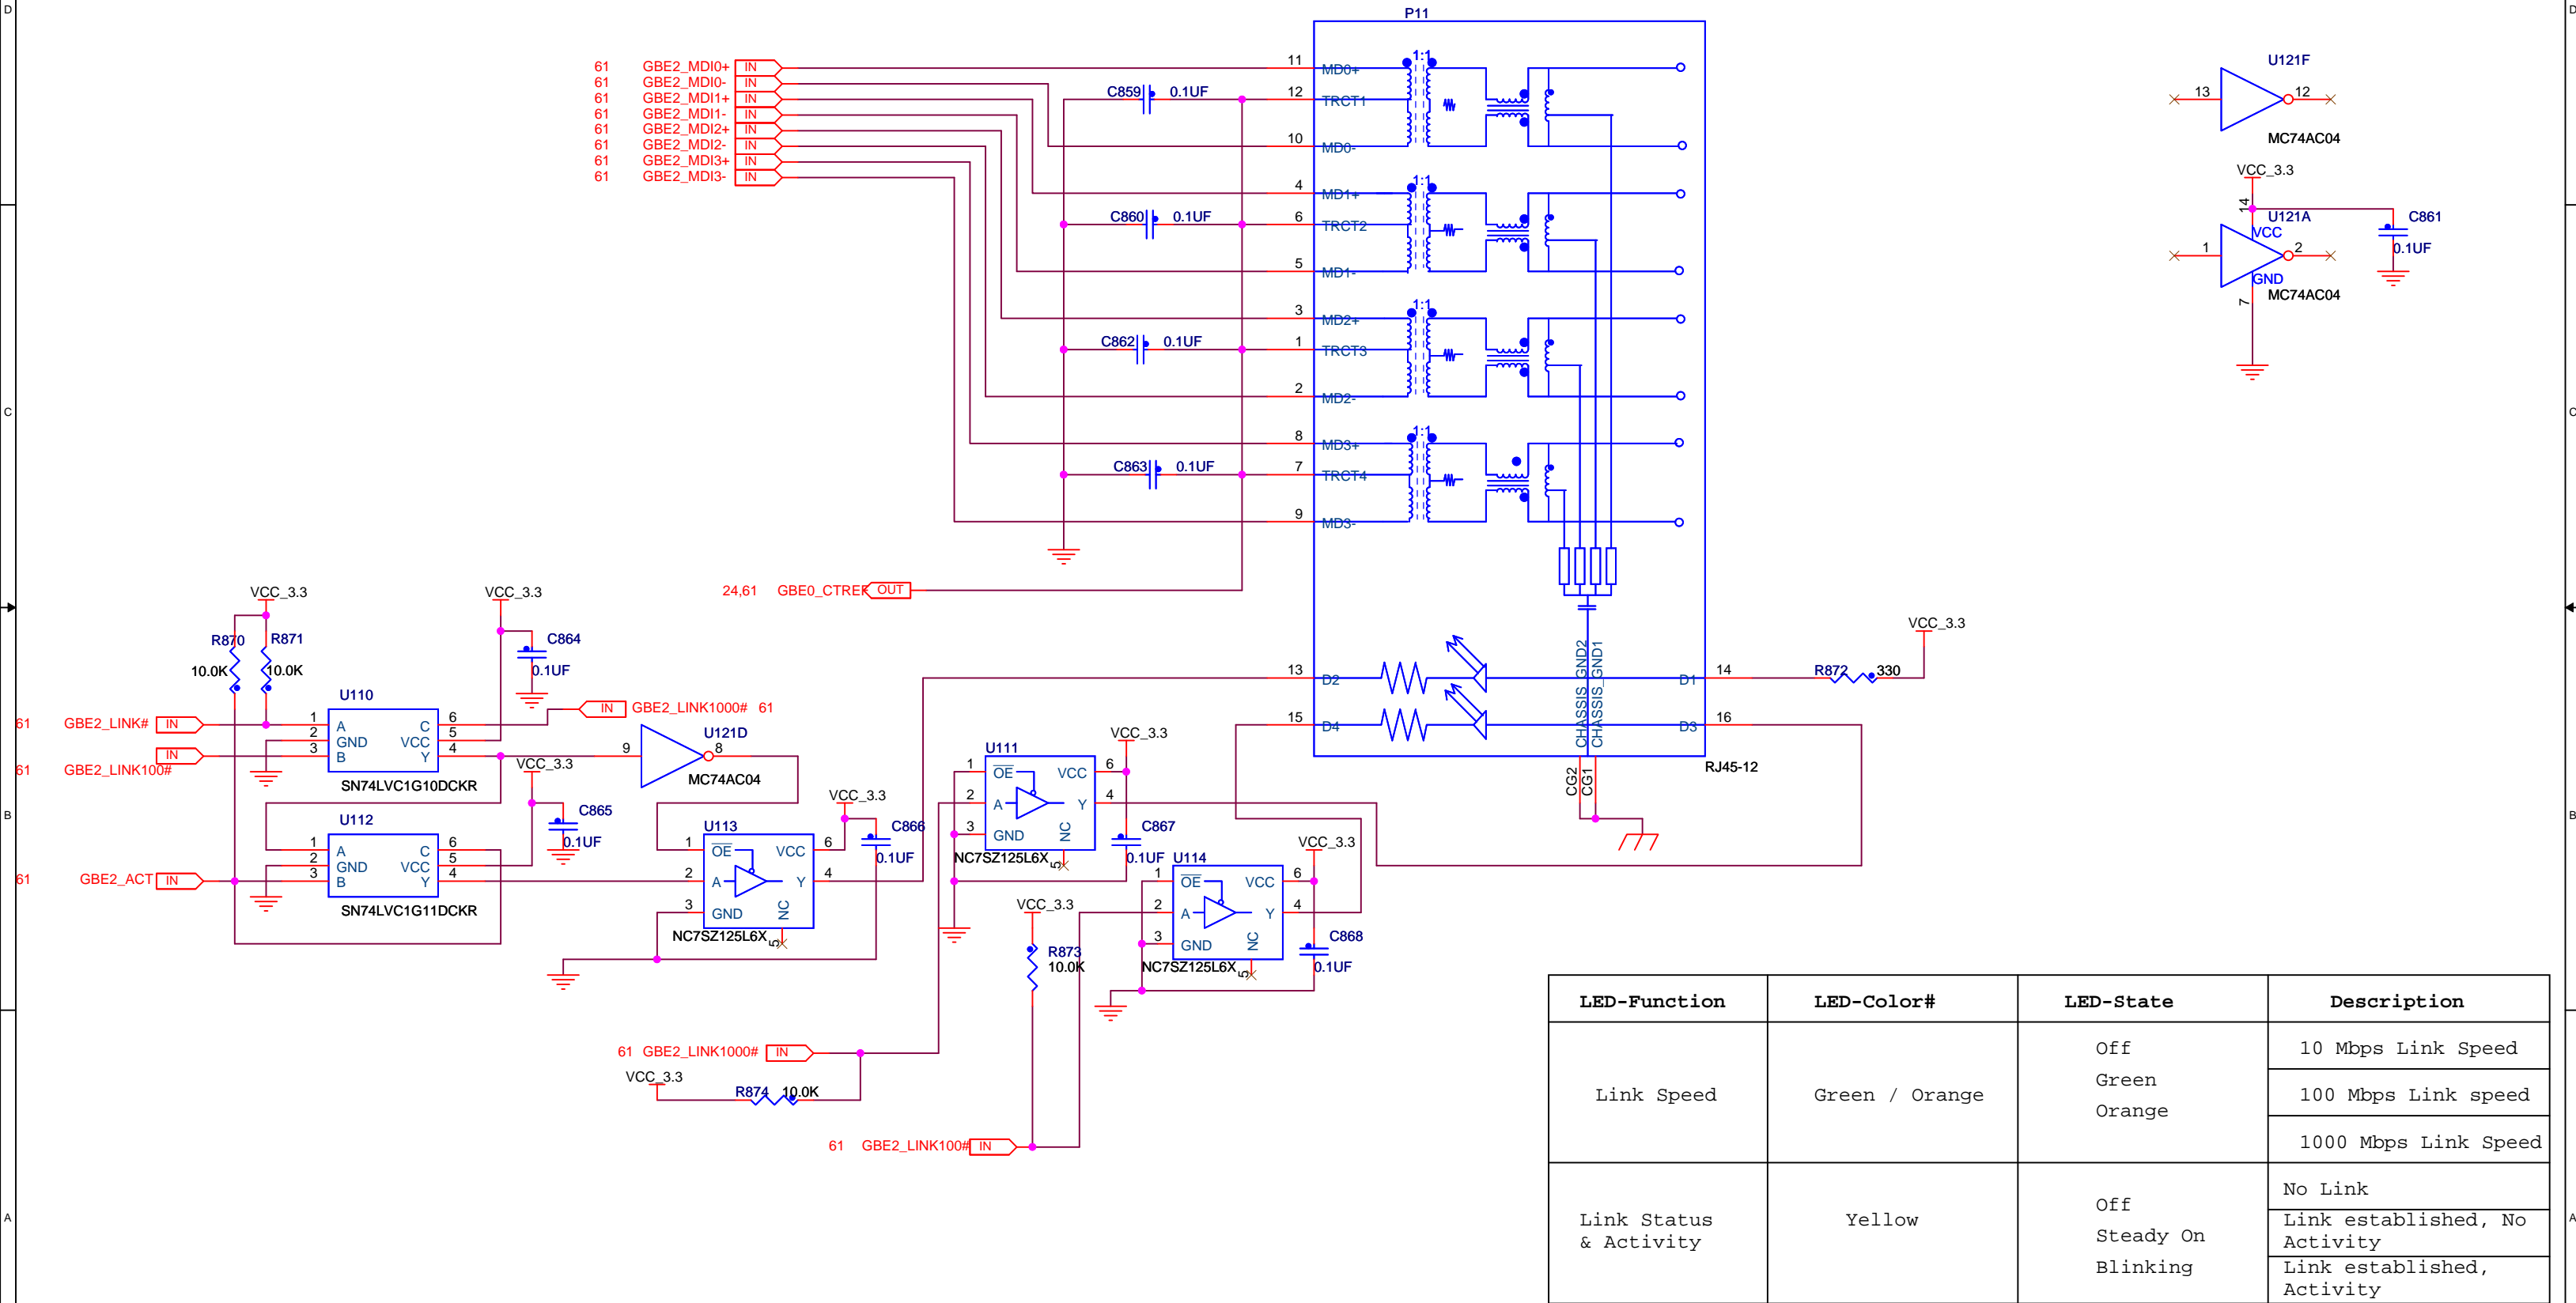 D
D
P11
61 GBE2_MDI0+ IN
61 GBE2_MDI0- IN
61 GBE2_MDI1+ IN
61 GBE2_MDI1- IN
61 GBE2_MDI2+ IN
61 GBE2_MDI2- IN
61 GBE2_MDI3+ IN
61 GBE2_MDI3- IN
C859 0.1UF
C860 0.1UF
C862 0.1UF
C863 0.1UF
11 MD0+
12 TRCT1
10 MD0-
4 MD1+
6 TRCT2
5 MD1-
3 MD2+
1 TRCT3
2 MD2-
8 MD3+
7 TRCT4
9 MD3-
1:1
1:1
1:1
1:1
U121F
13 12
MC74AC04
VCC_3.3
14
U121A
VCC
1 2
GND
MC74AC04
7
C861
0.1UF
C
C
24,61 GBE0_CTREF OUT
VCC_3.3
R870
10.0K
R871
10.0K
VCC_3.3
C864
0.1UF
U110
61 GBE2_LINK# IN
IN
61 GBE2_LINK100#
1 A C 6
2 GND VCC 5
3 B Y 4
SN74LVC1G10DCKR
IN GBE2_LINK1000# 61
U121D
9 8
MC74AC04
VCC_3.3
C865
0.1UF
U112
1 A C 6
2 GND VCC 5
3 B Y 4
SN74LVC1G11DCKR
61 GBE2_ACT IN
VCC_3.3
C866
0.1UF
U113
1 OE VCC 6
2 A Y 4
3 GND NC
5
NC7SZ125L6X
VCC_3.3
U111
1 OE VCC 6
2 A Y 4
3 GND NC
5
NC7SZ125L6X
C867
0.1UF
VCC_3.3
U114
1 OE VCC 6
2 A Y 4
3 GND NC
5
NC7SZ125L6X
C868
0.1UF
13 D2 D1 14
15 D4 D3 16
CHASSIS_GND2
CHASSIS_GND1
CG2
CG1
RJ45-12
R872 330
VCC_3.3
B
B
VCC_3.3
R873
10.0K
61 GBE2_LINK1000# IN
VCC_3.3
R874 10.0K
61 GBE2_LINK100# IN
A
A
LED-Function LED-Color# LED-State Description
Link Speed
Green / Orange
Off
Green
Orange
10 Mbps Link Speed
100 Mbps Link speed
1000 Mbps Link Speed
Link Status
& Activity
Yellow
Off
Steady On
Blinking
No Link
Link established, No
Activity
Link established,
Activity